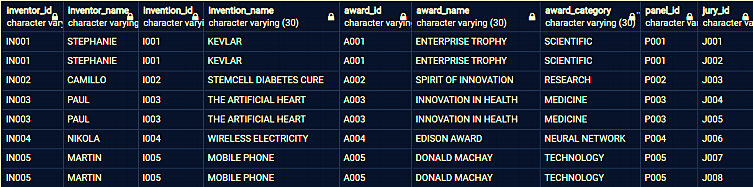 inventor_id inventor_name invention_id invention_name award_id award_name award_category panel_id jury_id
character varying character varying character varying character varying (30) character varying character varying (30) character varying (30) character varying character varying
IN001 STEPHANIE I001 KEVLAR A001 ENTERPRISE TROPHY SCIENTIFIC P001 J001
IN001 STEPHANIE I001 KEVLAR A001 ENTERPRISE TROPHY SCIENTIFIC P001 J002
IN002 CAMILLO I002 STEMCELL DIABETES CURE A002 SPIRIT OF INNOVATION RESEARCH P002 J003
IN003 PAUL I003 THE ARTIFICIAL HEART A003 INNOVATION IN HEALTH MEDICINE P003 J004
IN003 PAUL I003 THE ARTIFICIAL HEART A003 INNOVATION IN HEALTH MEDICINE P003 J005
IN004 NIKOLA I004 WIRELESS ELECTRICITY A004 EDISON AWARD NEURAL NETWORK P004 J006
IN005 MARTIN I005 MOBILE PHONE A005 DONALD MACHAY TECHNOLOGY P005 J007
IN005 MARTIN I005 MOBILE PHONE A005 DONALD MACHAY TECHNOLOGY P005 J008